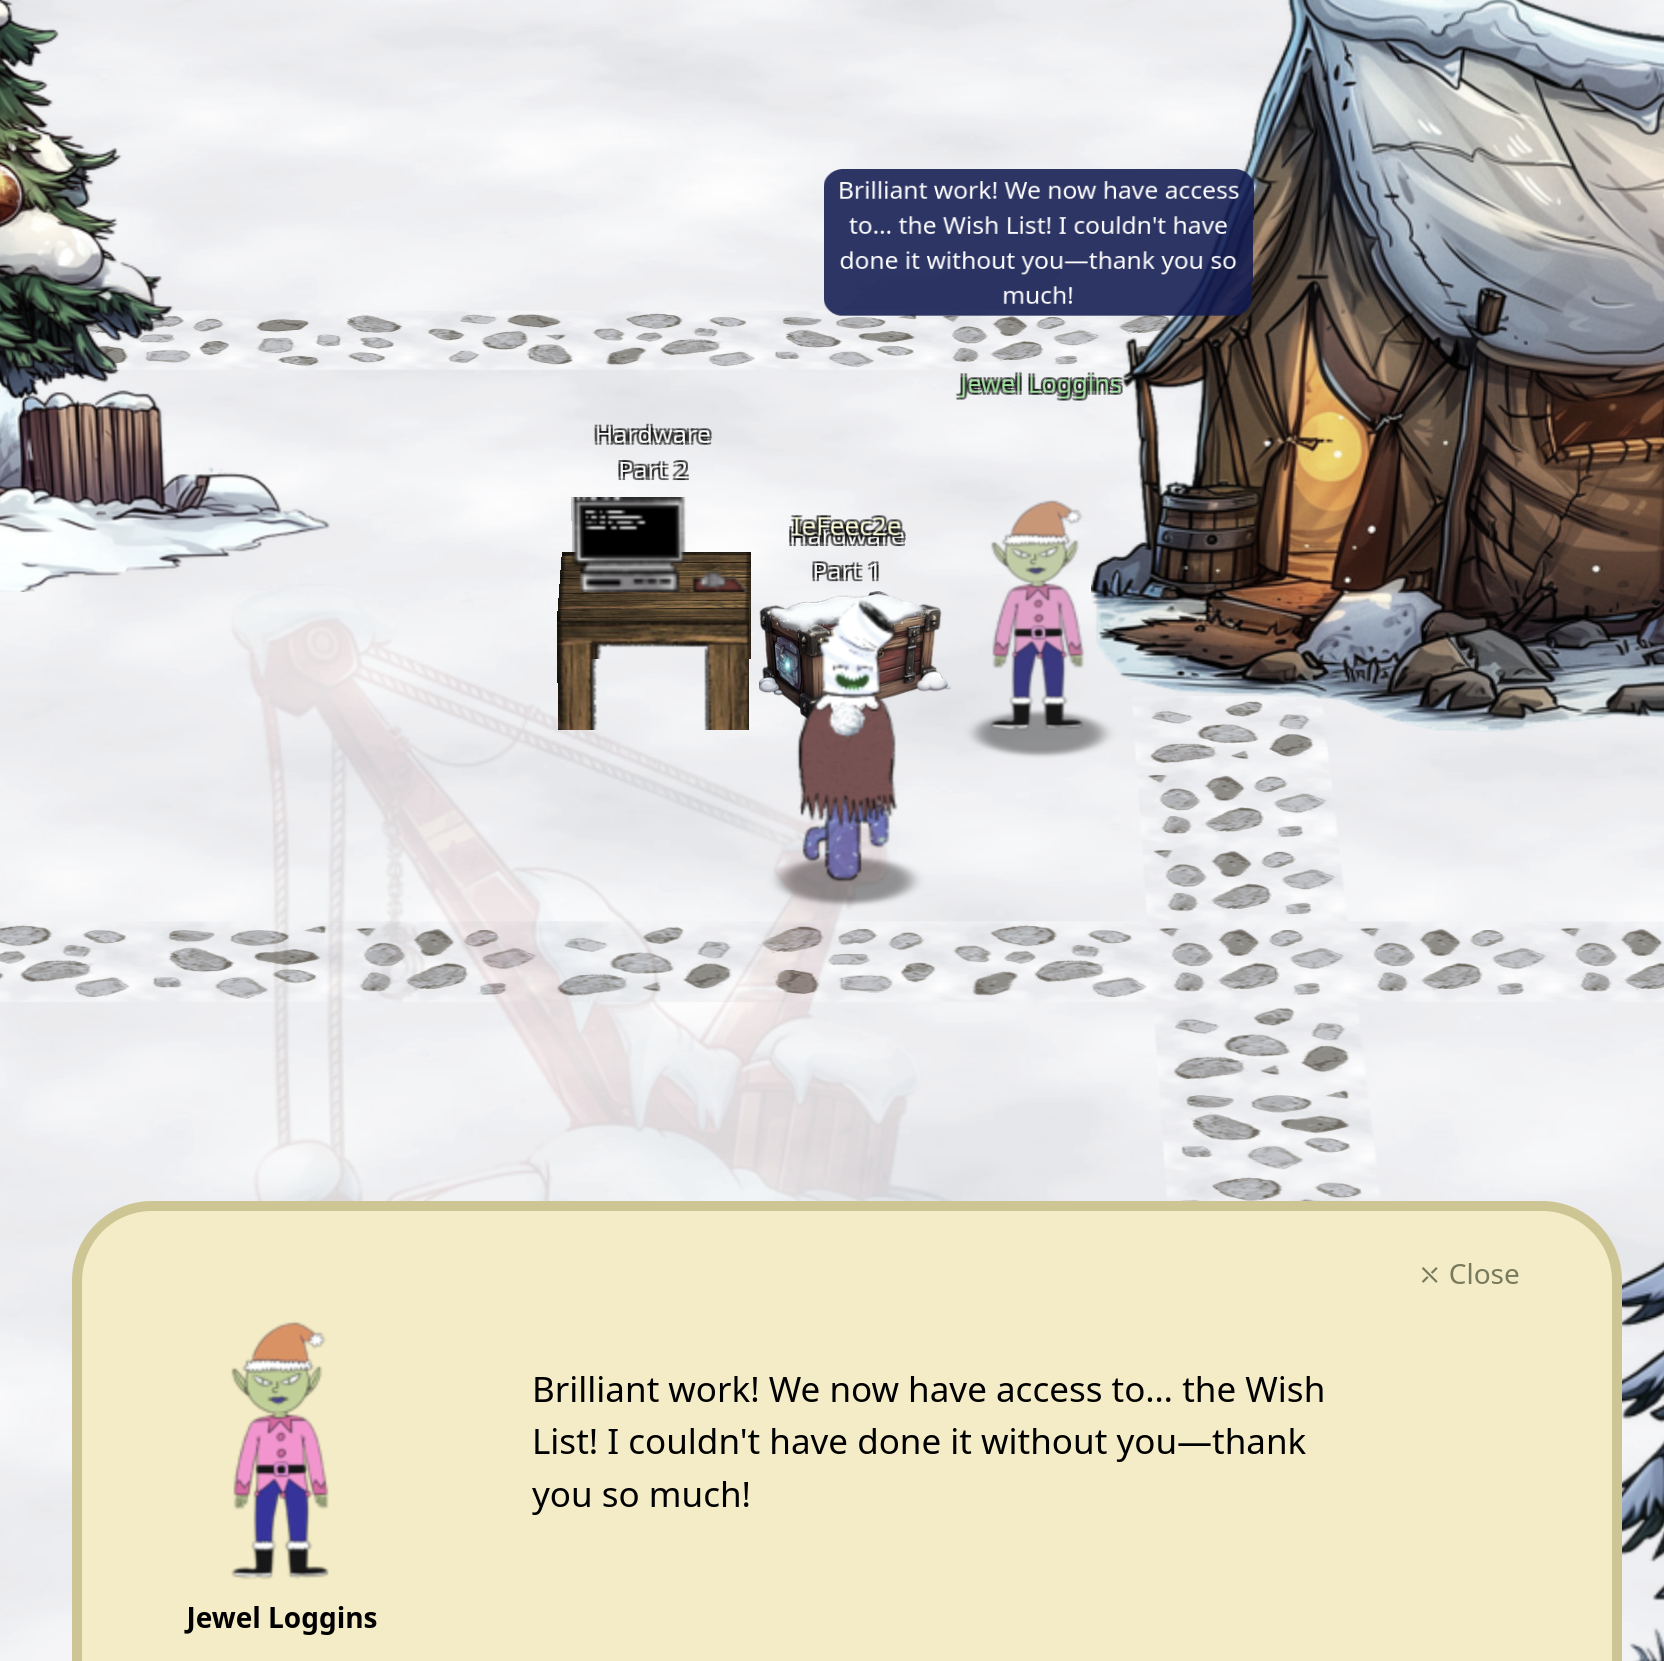 Brilliant work! We now have access
to... the Wish List! I couldn't have
done it without you—thank you so
much!
Jewel Loggins
Hardware
Part 2
IeFeec2e
Hardware
Part 1
× Close
Brilliant work! We now have access to... the Wish
List! I couldn't have done it without you—thank
you so much!
Jewel Loggins